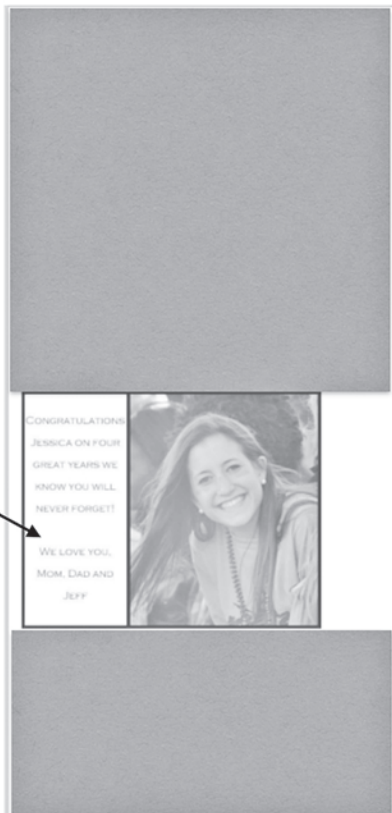 CONGRATULATIONS
JESSICA ON FOUR
GREAT YEARS WE
KNOW YOU WILL
NEVER FORGET!
WE LOVE YOU,
MOM, DAD AND
JEFF